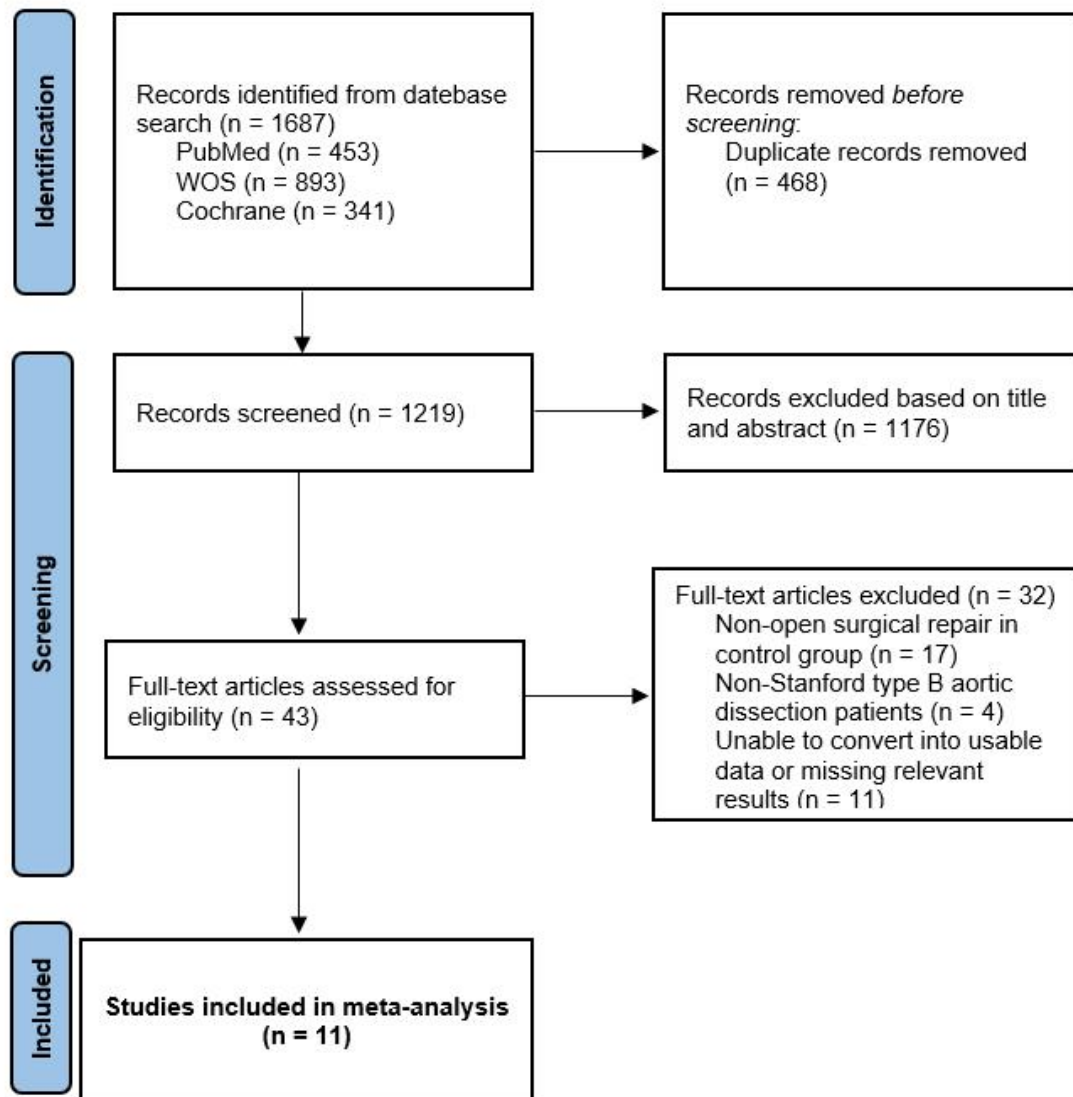 Identification
Records identified from datebase
search (n = 1687)
PubMed (n = 453)
WOS (n = 893)
Cochrane (n = 341)
Records removed before
screening:
Duplicate records removed
(n = 468)
Screening
Records screened (n = 1219)
Records excluded based on title
and abstract (n = 1176)
Full-text articles assessed for
eligibility (n = 43)
Full-text articles excluded (n = 32)
Non-open surgical repair in
control group (n = 17)
Non-Stanford type B aortic
dissection patients (n = 4)
Unable to convert into usable
data or missing relevant
results (n = 11)
Included
Studies included in meta-analysis
(n = 11)